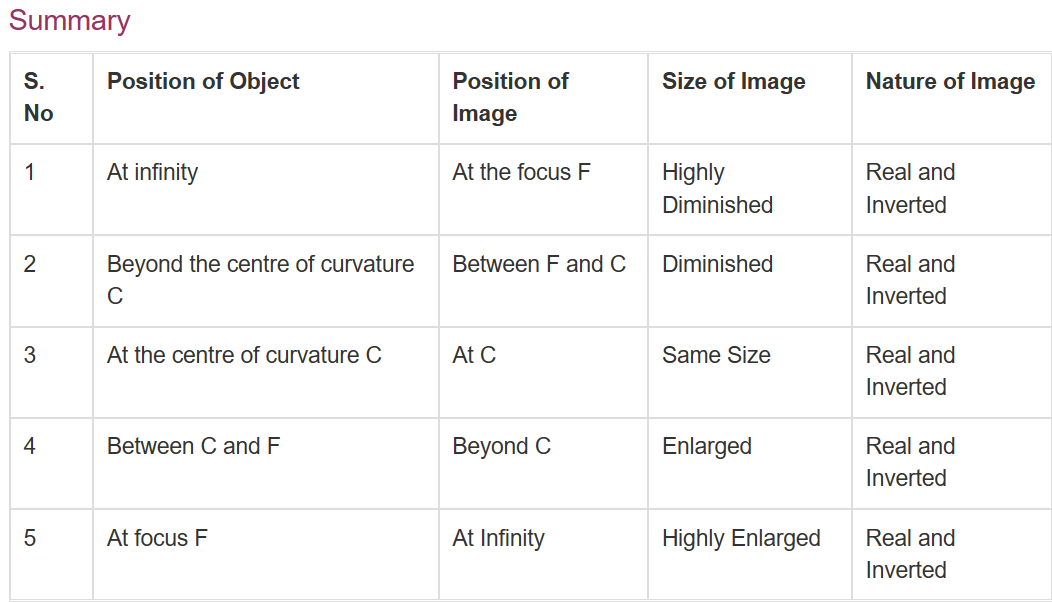 Summary
S. No	Position of Object	Position of Image	Size of Image	Nature of Image
1	At infinity	At the focus F	Highly Diminished	Real and Inverted
2	Beyond the centre of curvature C	Between F and C	Diminished	Real and Inverted
3	At the centre of curvature C	At C	Same Size	Real and Inverted
4	Between C and F	Beyond C	Enlarged	Real and Inverted
5	At focus F	At Infinity	Highly Enlarged	Real and Inverted